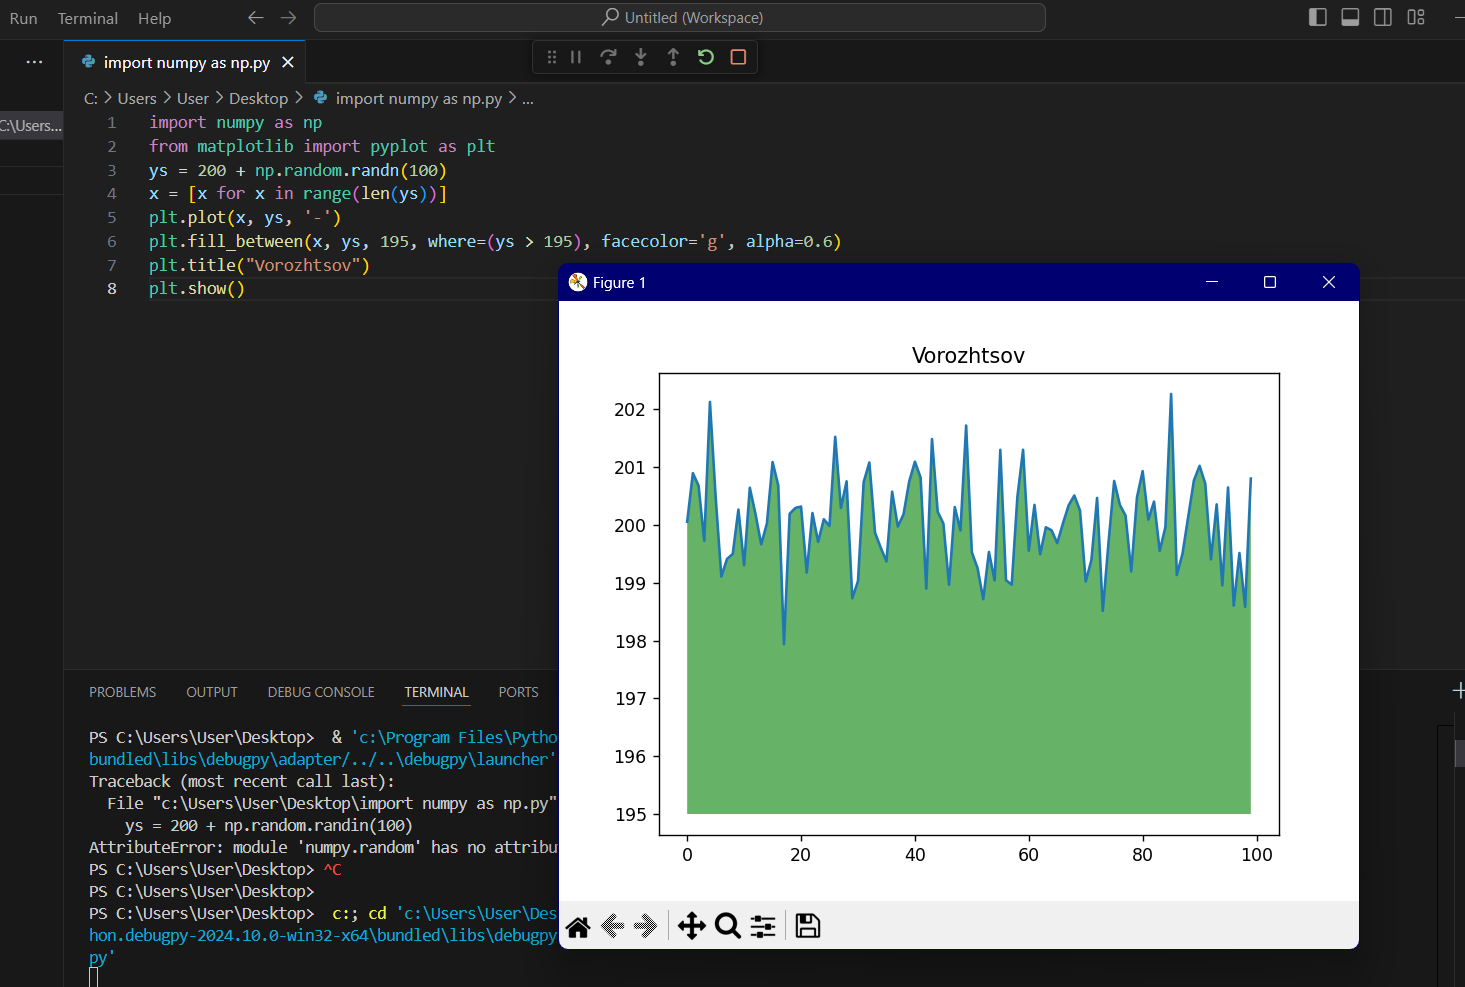 Run Terminal Help Untitled (Workspace)
import numpy as np.py
C: > Users > User > Desktop > import numpy as np.py > ...
C:\Users...
1 import numpy as np
2 from matplotlib import pyplot as plt
3 ys = 200 + np.random.randn(100)
4 x = [x for x in range(len(ys))]
5 plt.plot(x, ys, '-')
6 plt.fill_between(x, ys, 195, where=(ys > 195), facecolor='g', alpha=0.6)
7 plt.title("Vorozhtsov")
8 plt.show()
Figure 1
Vorozhtsov
202
201
200
199
198
197
196
195
0 20 40 60 80 100
PROBLEMS OUTPUT DEBUG CONSOLE TERMINAL PORTS
PS C:\Users\User\Desktop>  & 'c:\Program Files\Pytho
bundled\libs\debugpy\adapter/../..\debugpy\launcher'
Traceback (most recent call last):
  File "c:\Users\User\Desktop\import numpy as np.py"
    ys = 200 + np.random.randin(100)
AttributeError: module 'numpy.random' has no attribu
PS C:\Users\User\Desktop> ^C
PS C:\Users\User\Desktop>
PS C:\Users\User\Desktop>  c:; cd 'c:\Users\User\Des
hon.debugpy-2024.10.0-win32-x64\bundled\libs\debugpy
py'